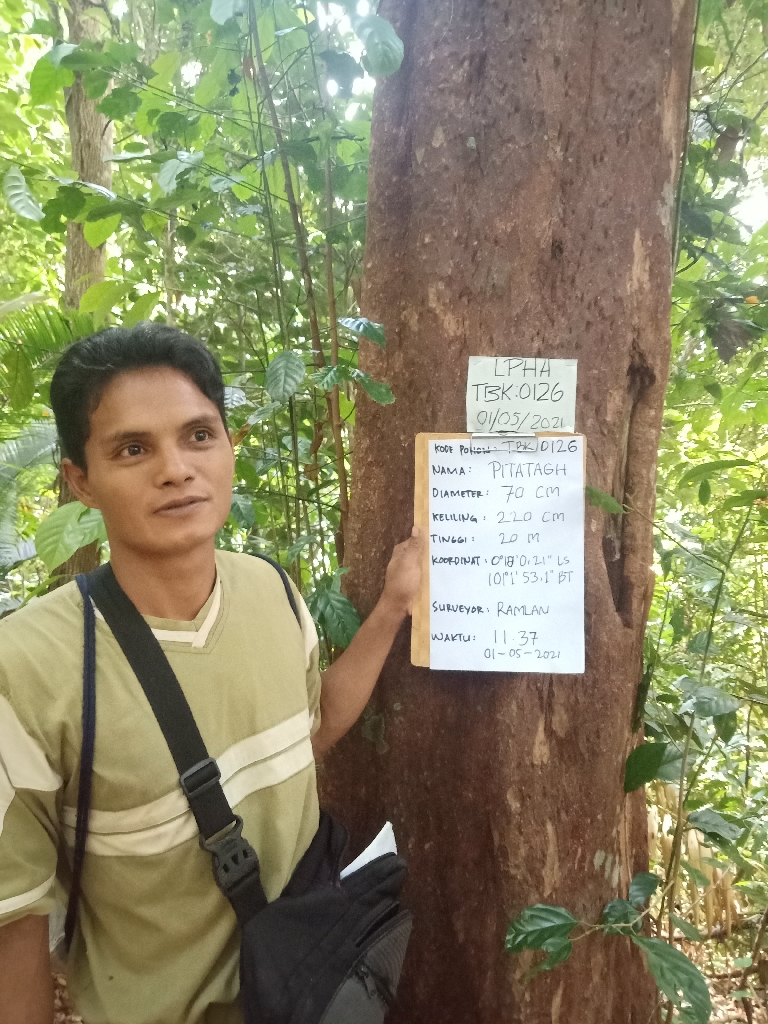 LPHA
TBK:0126
01/05/2021
KODE POHON: TBK/0126
NAMA: PITATAGH
DIAMETER: 70 CM
KELILING: 220 CM
TINGGI: 20 M
KOORDINAT: 0°18'0,21" LS
101°1'53,1" BT
SURVEYOR: RAMLAN
WAKTU: 11.37
01-05-2021